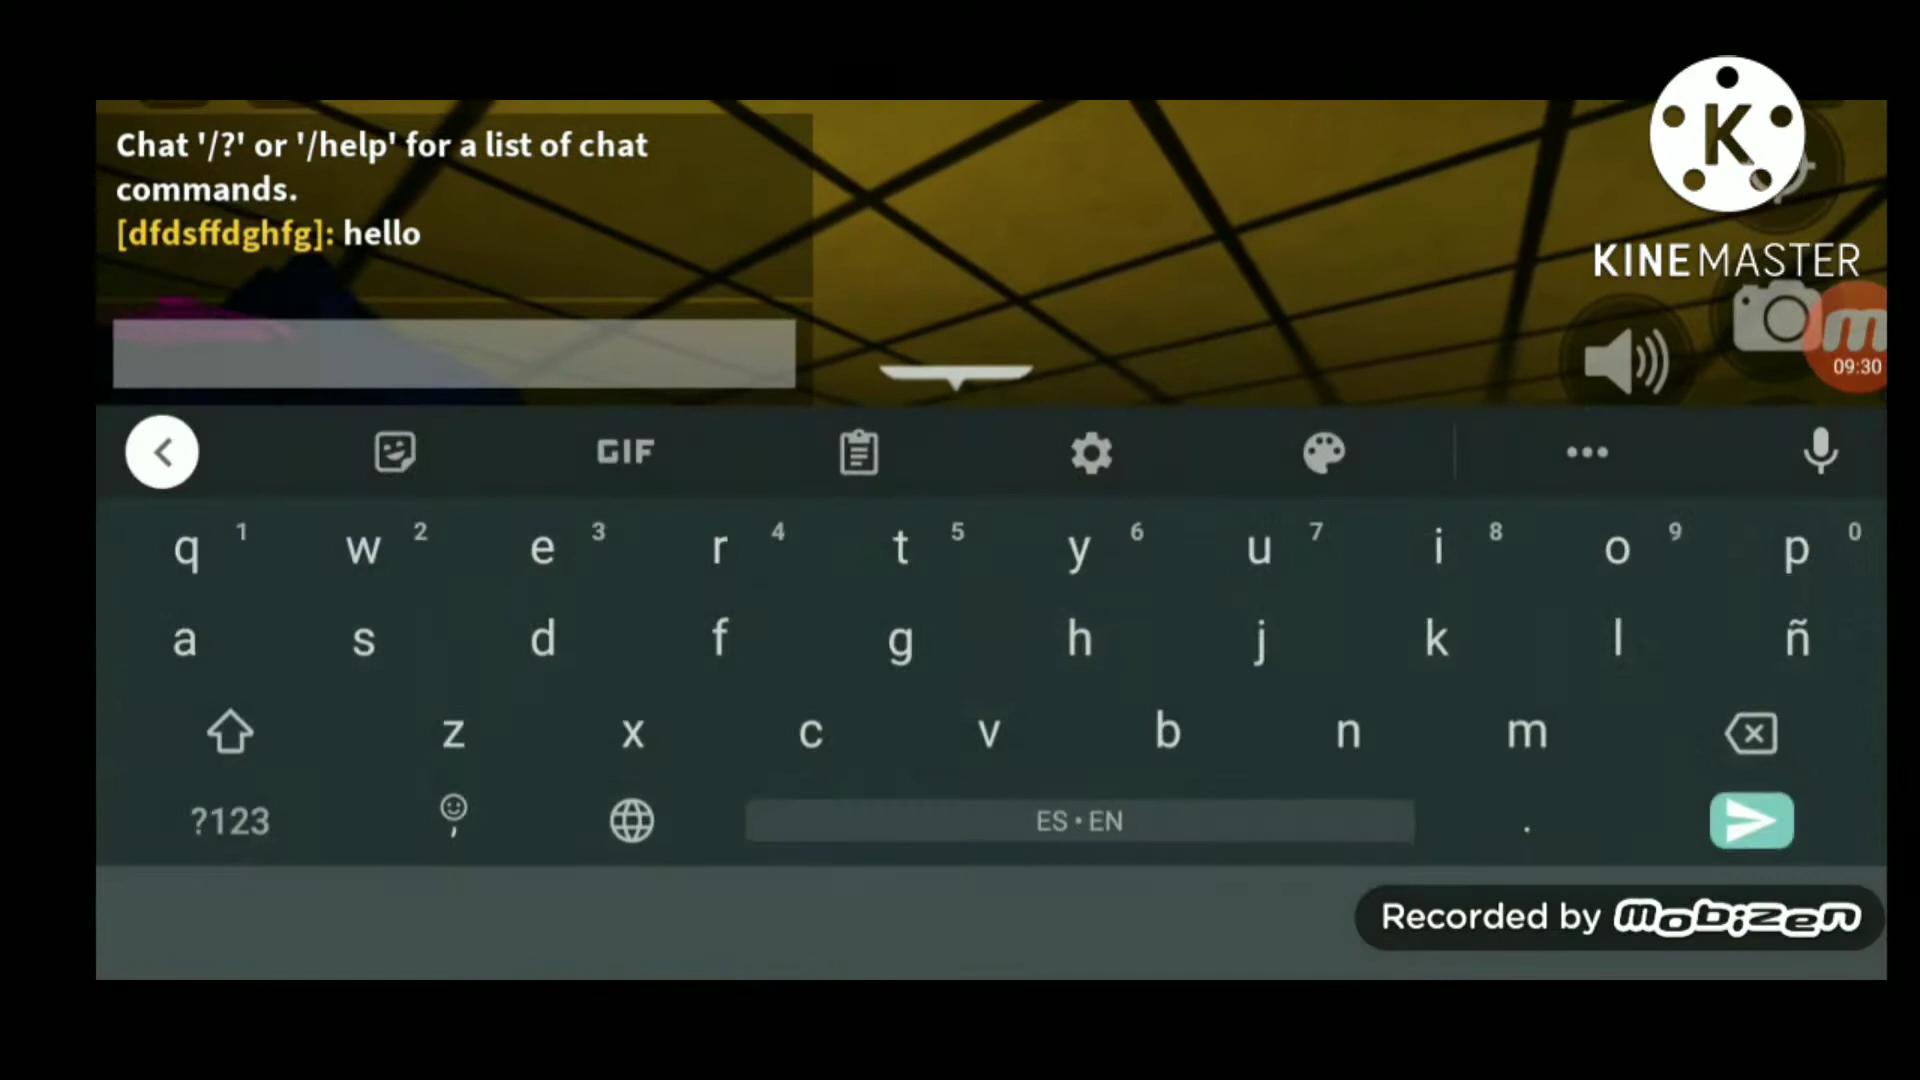 Chat '/?' or '/help' for a list of chat
commands.
[dfdsffdghfg]: hello
K
KINEMASTER
m
09:30
GIF
q 1 w 2 e 3 r 4 t 5 y 6 u 7 i 8 o 9 p 0
a s d f g h j k l ñ
z x c v b n m
?123 , ES • EN .
Recorded by mobizen